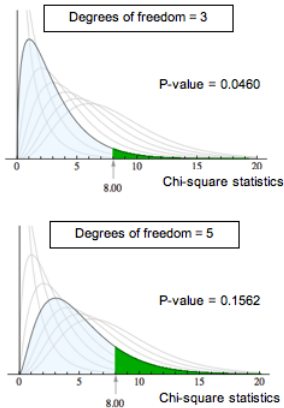 Degrees of freedom = 3
P-value = 0.0460
0 5 10 15 20
8.00
Chi-square statistics
Degrees of freedom = 5
P-value = 0.1562
0 5 10 15 20
8.00
Chi-square statistics